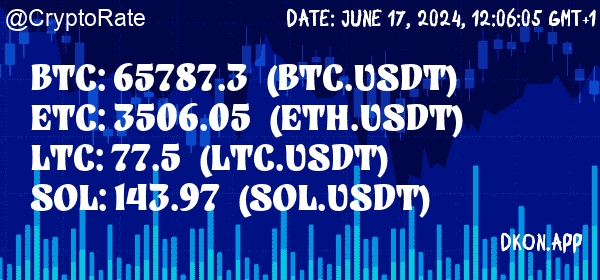 @CryptoRate
DATE: JUNE 17, 2024, 12:06:05 GMT+1
BTC: 65787.3 (BTC.USDT)
ETC: 3506.05 (ETH.USDT)
LTC: 77.5 (LTC.USDT)
SOL: 143.97 (SOL.USDT)
DKON.APP